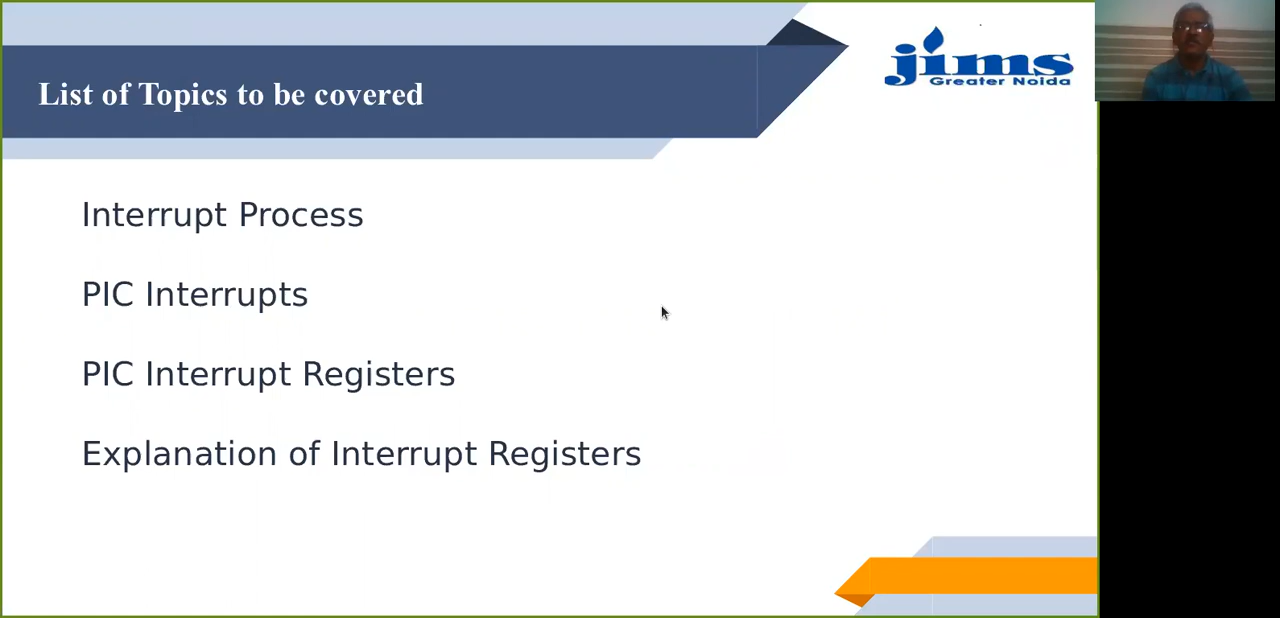 List of Topics to be covered
jims
Greater Noida
Interrupt Process
PIC Interrupts
PIC Interrupt Registers
Explanation of Interrupt Registers